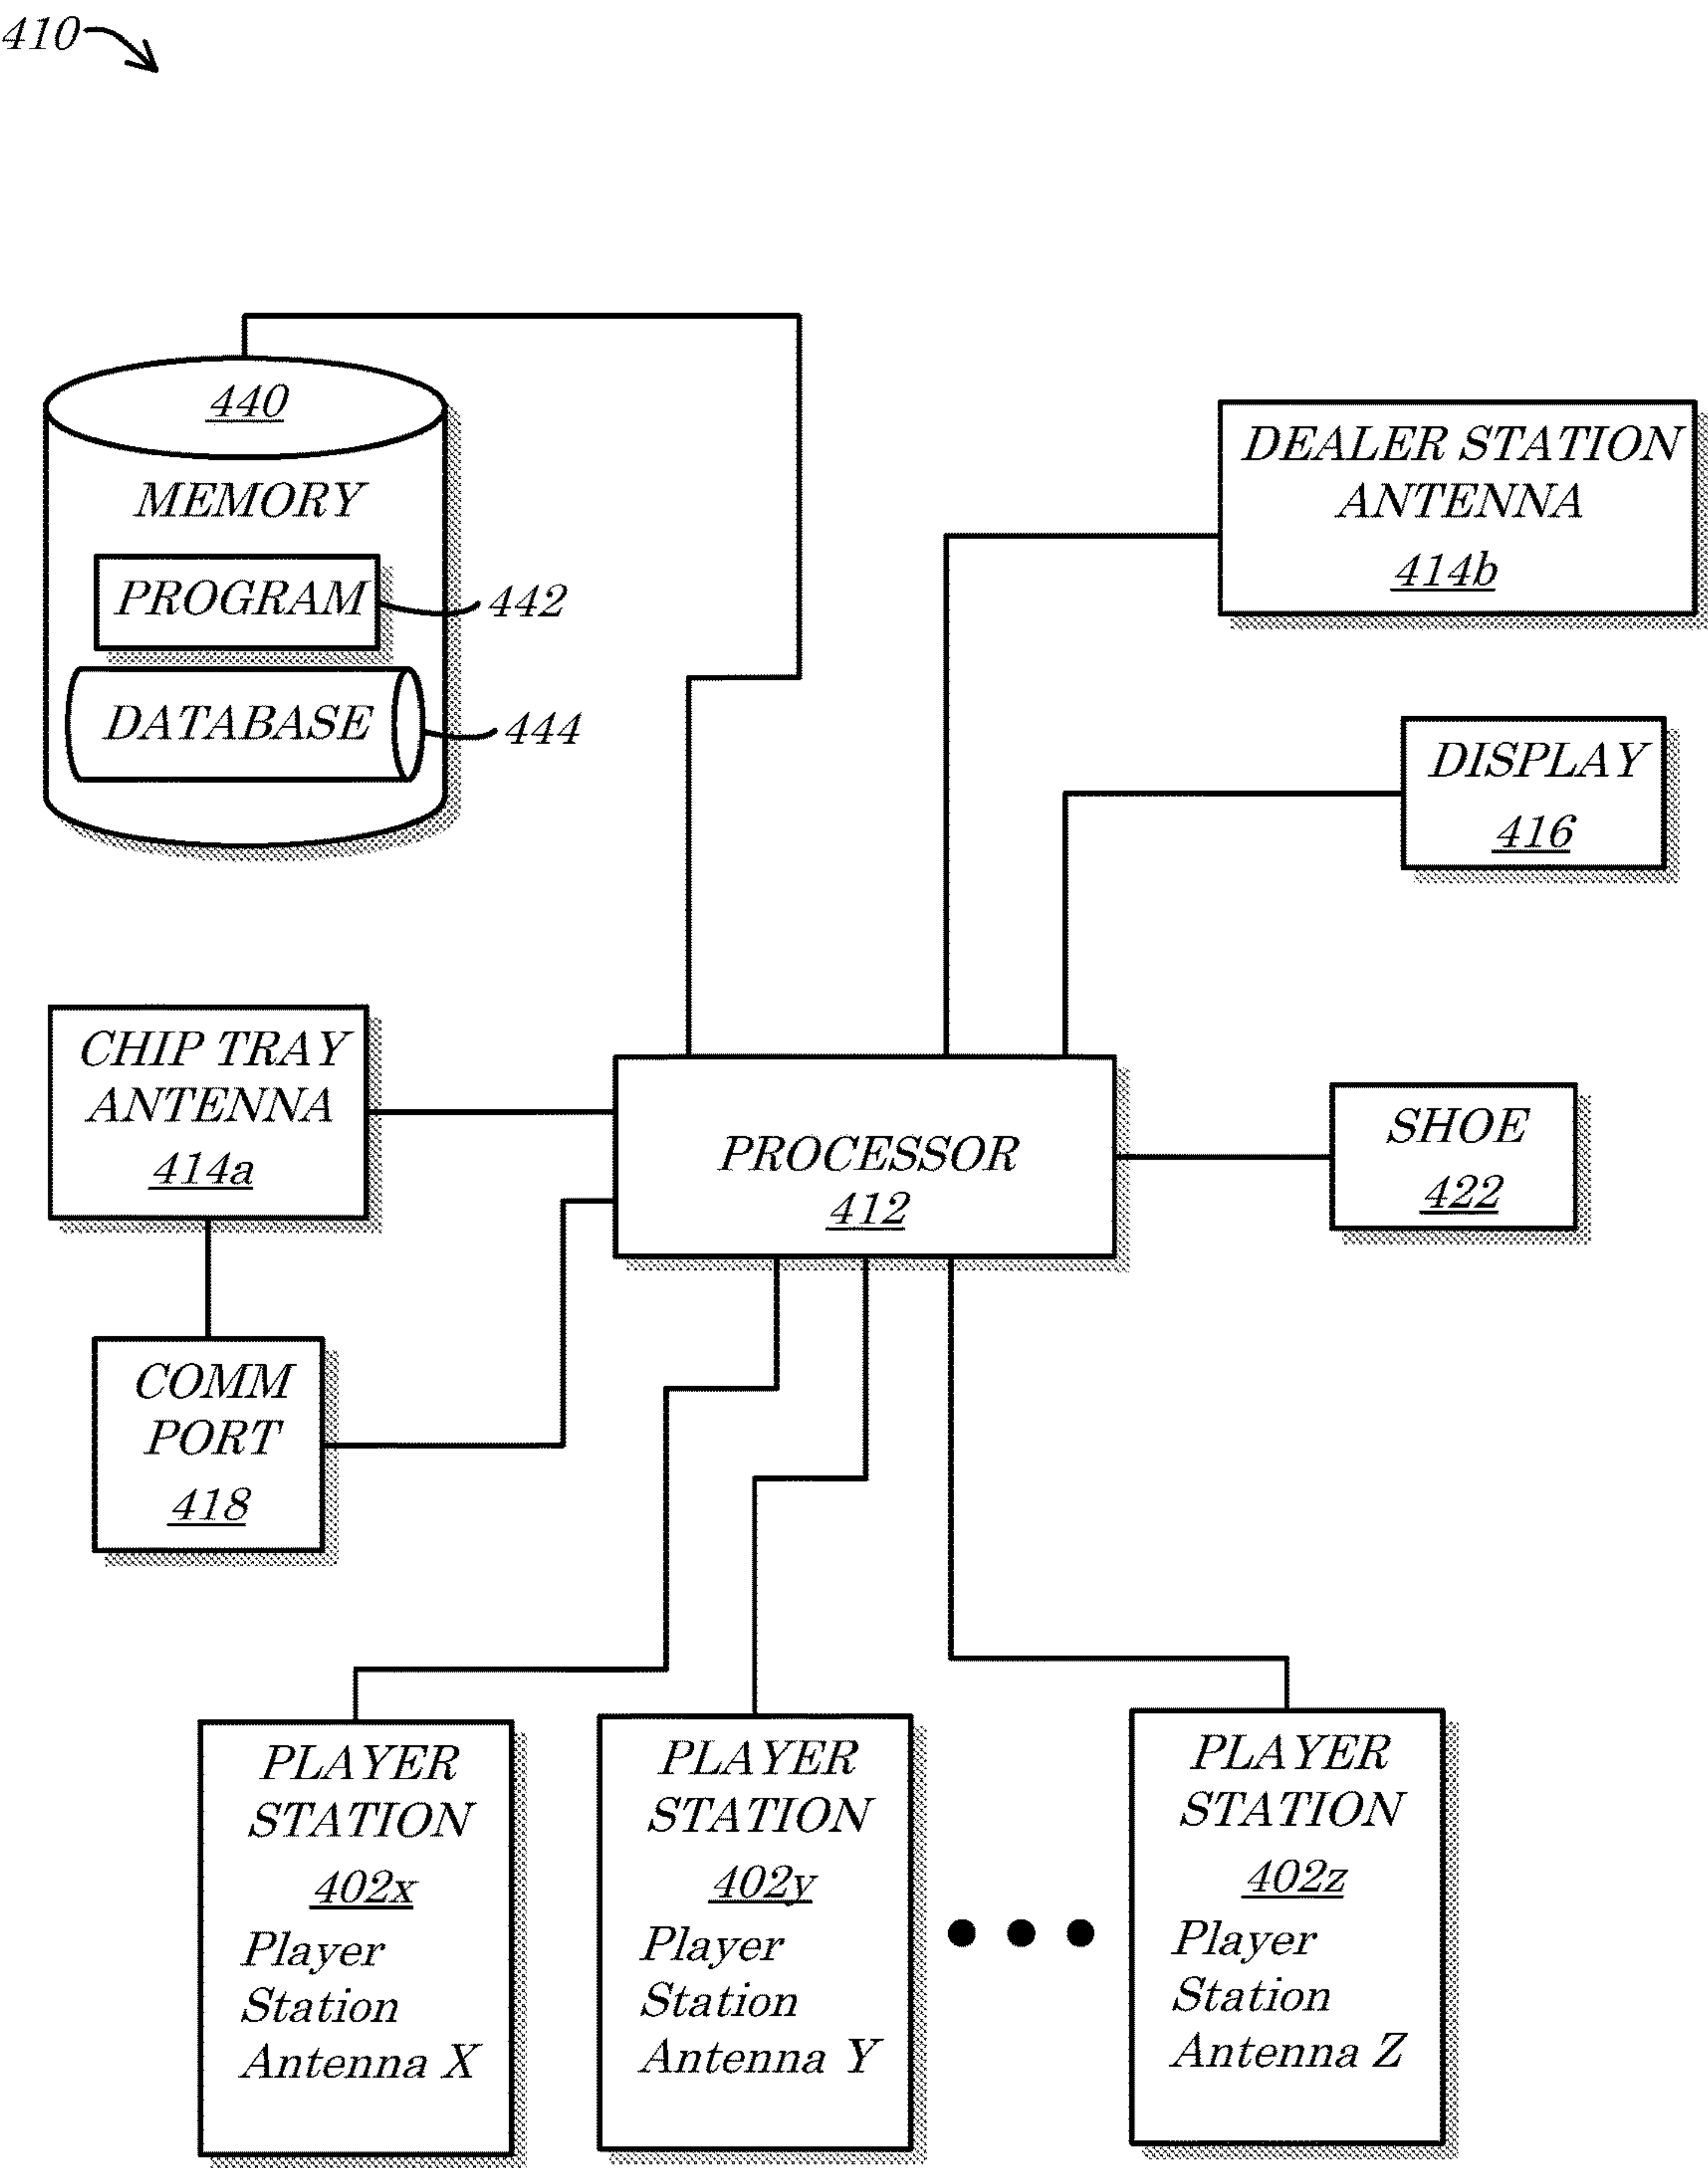 410
440
MEMORY
PROGRAM
442
DATABASE
444
DEALER STATION
ANTENNA
414b
DISPLAY
416
CHIP TRAY
ANTENNA
414a
PROCESSOR
412
SHOE
422
COMM
PORT
418
PLAYER
STATION
402x
Player
Station
Antenna X
PLAYER
STATION
402y
Player
Station
Antenna Y
PLAYER
STATION
402z
Player
Station
Antenna Z